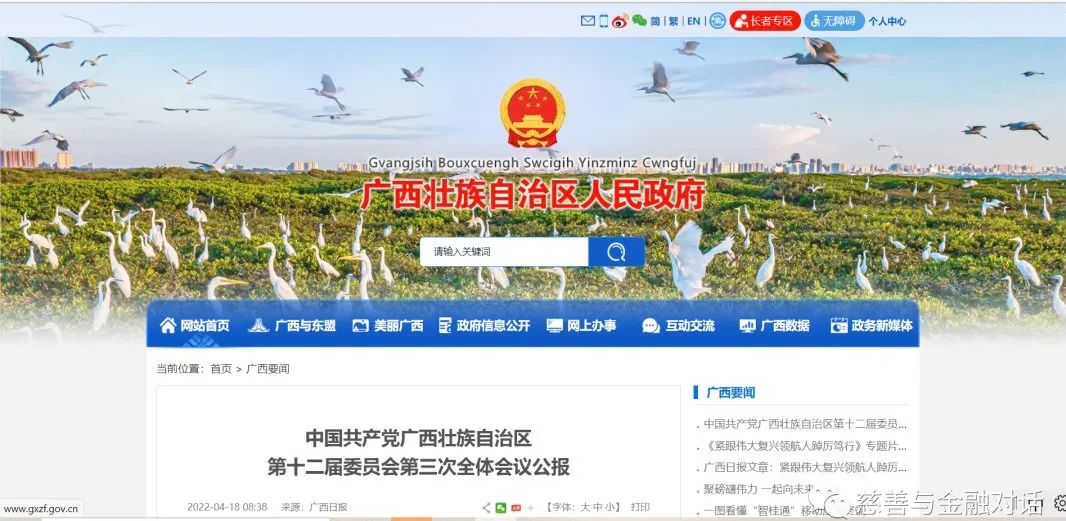 简 | 繁 | EN | 长者专区 无障碍 个人中心
Gvangjsih Bouxcuengh Swcigih Yinzminz Cwngfuj
广西壮族自治区人民政府
请输入关键词
网站首页 广西与东盟 美丽广西 政府信息公开 网上办事 互动交流 广西数据 政务新媒体
当前位置：首页 > 广西要闻
中国共产党广西壮族自治区
第十二届委员会第三次全体会议公报
2022-04-18 08:38 来源：广西日报 【字体：大 中 小】 打印
广西要闻
中国共产党广西壮族自治区第十二届委员...
《紧跟伟大复兴领航人踔厉笃行》专题片...
广西日报文章：紧跟伟大复兴领航人踔厉...
聚磅礴伟力 一起向未来
一图看懂“智桂通”移动
慈善与金融对话
www.gxzf.gov.cn